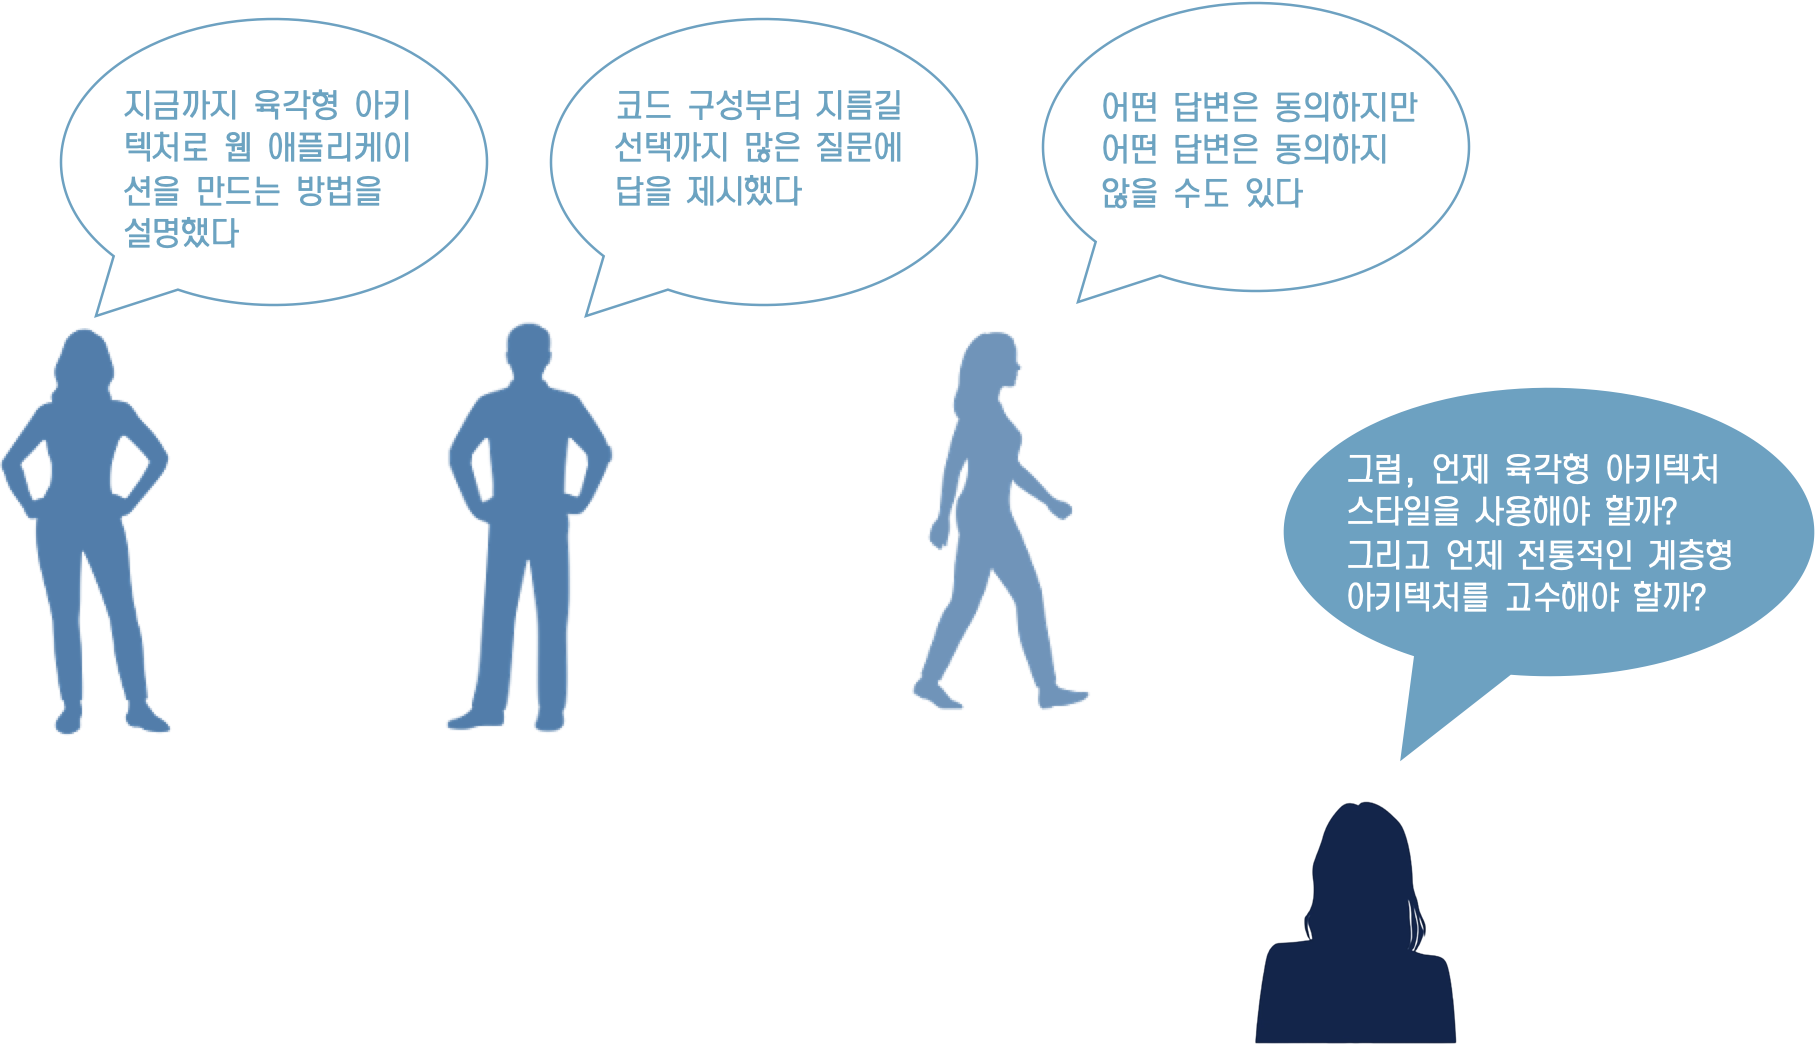 지금까지 육각형 아키
텍처로 웹 애플리케이
션을 만드는 방법을
설명했다
코드 구성부터 지름길
선택까지 많은 질문에
답을 제시했다
어떤 답변은 동의하지만
어떤 답변은 동의하지
않을 수도 있다
그럼, 언제 육각형 아키텍처
스타일을 사용해야 할까?
그리고 언제 전통적인 계층형
아키텍처를 고수해야 할까?